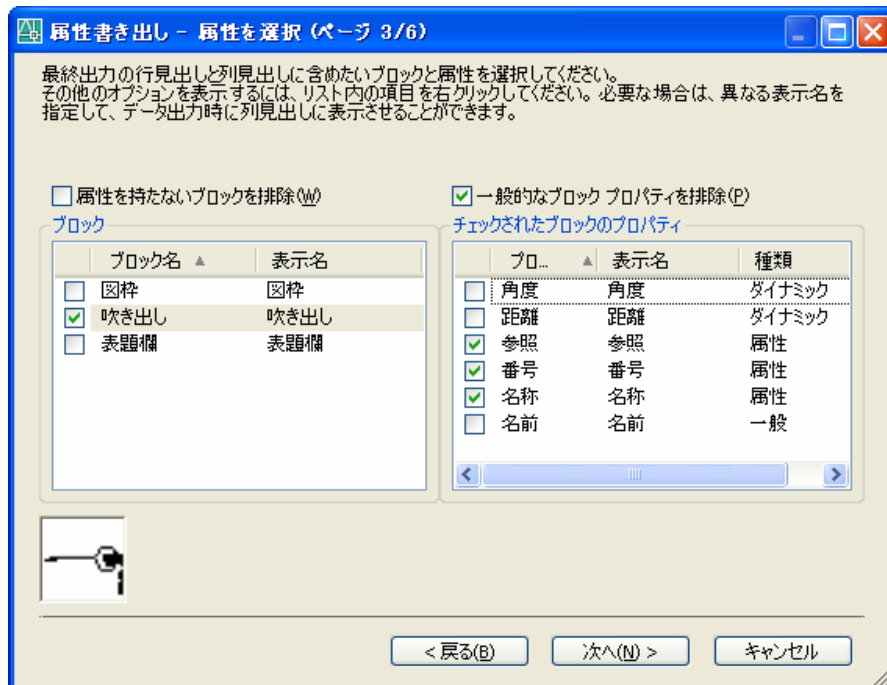 属性書き出し - 属性を選択 (ページ 3/6)
最終出力の行見出しと列見出しに含めたいブロックと属性を選択してください。
その他のオプションを表示するには、リスト内の項目を右クリックしてください。必要な場合は、異なる表示名を
指定して、データ出力時に列見出しに表示させることができます。
属性を持たないブロックを排除(W)
一般的なブロック プロパティを排除(P)
ブロック
ブロック名 表示名
図枠 図枠
吹き出し 吹き出し
表題欄 表題欄
チェックされたブロックのプロパティ
プロ... 表示名 種類
角度 角度 ダイナミック
距離 距離 ダイナミック
参照 参照 属性
番号 番号 属性
名称 名称 属性
名前 名前 一般
< 戻る(B) 次へ(N) > キャンセル